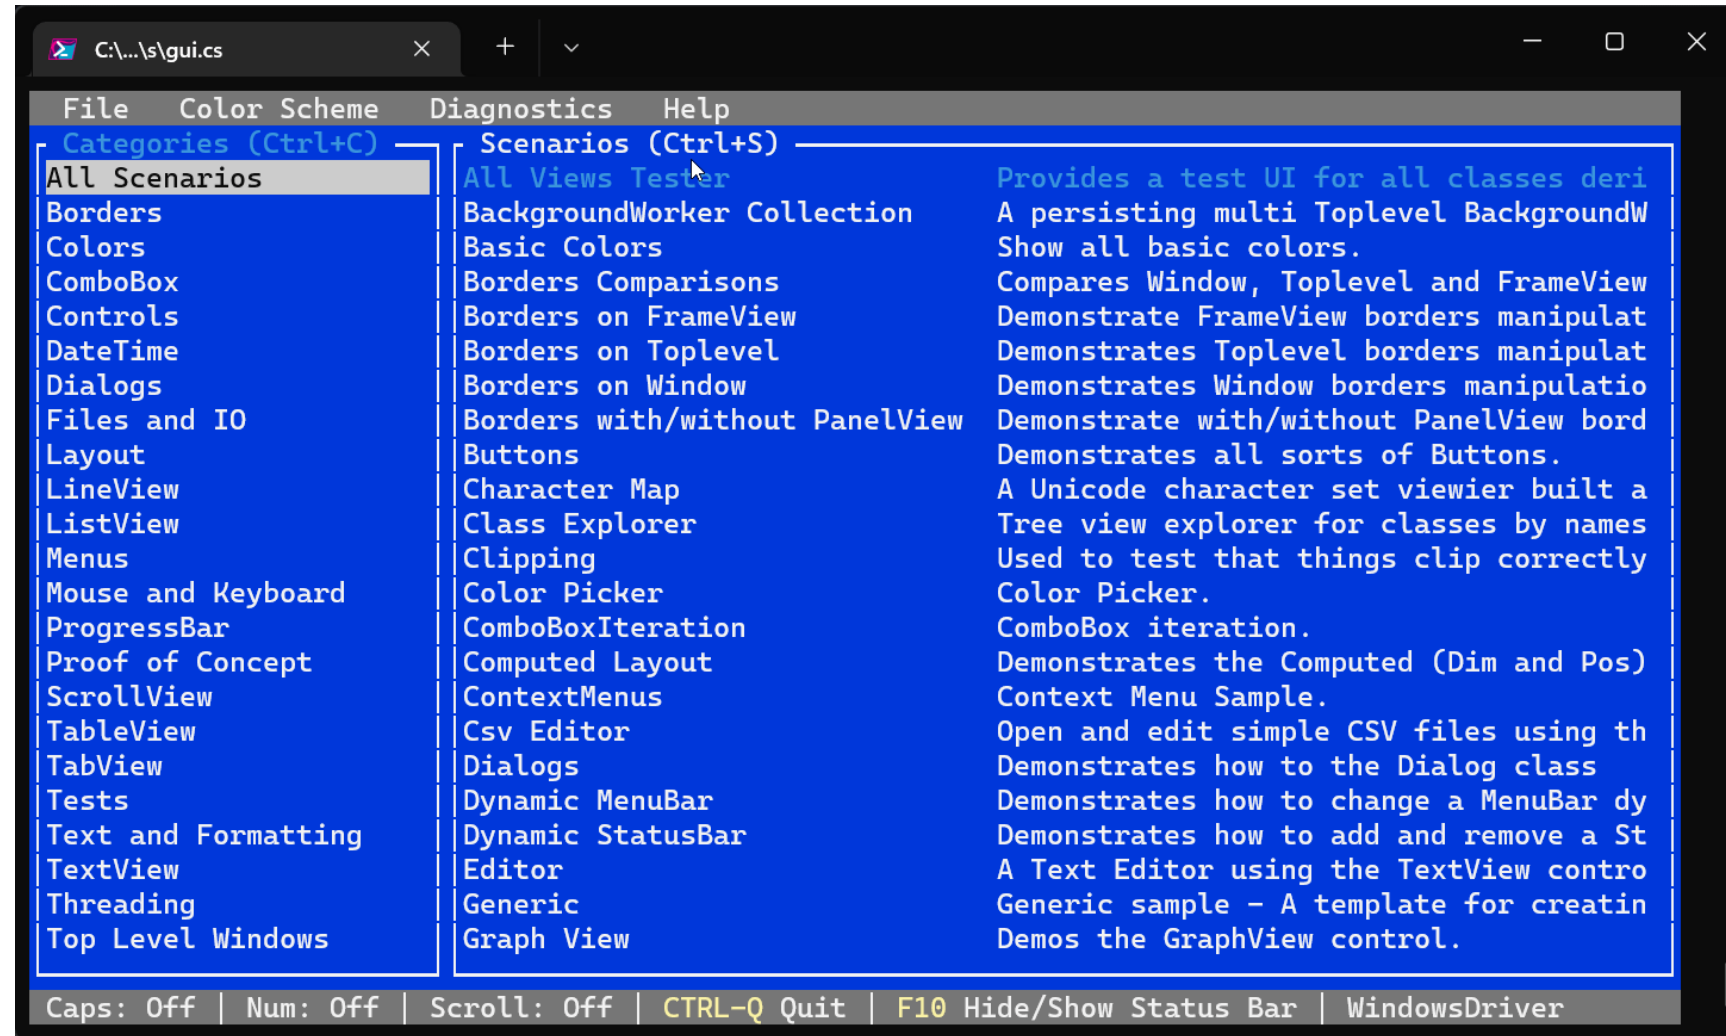 C:\...\s\gui.cs
File Color Scheme Diagnostics Help
Categories (Ctrl+C) Scenarios (Ctrl+S)
All Scenarios All Views Tester Provides a test UI for all classes deri
Borders BackgroundWorker Collection A persisting multi Toplevel BackgroundW
Colors Basic Colors Show all basic colors.
ComboBox Borders Comparisons Compares Window, Toplevel and FrameView
Controls Borders on FrameView Demonstrate FrameView borders manipulat
DateTime Borders on Toplevel Demonstrates Toplevel borders manipulat
Dialogs Borders on Window Demonstrates Window borders manipulatio
Files and IO Borders with/without PanelView Demonstrate with/without PanelView bord
Layout Buttons Demonstrates all sorts of Buttons.
LineView Character Map A Unicode character set viewier built a
ListView Class Explorer Tree view explorer for classes by names
Menus Clipping Used to test that things clip correctly
Mouse and Keyboard Color Picker Color Picker.
ProgressBar ComboBoxIteration ComboBox iteration.
Proof of Concept Computed Layout Demonstrates the Computed (Dim and Pos)
ScrollView ContextMenus Context Menu Sample.
TableView Csv Editor Open and edit simple CSV files using th
TabView Dialogs Demonstrates how to the Dialog class
Tests Dynamic MenuBar Demonstrates how to change a MenuBar dy
Text and Formatting Dynamic StatusBar Demonstrates how to add and remove a St
TextView Editor A Text Editor using the TextView contro
Threading Generic Generic sample - A template for creatin
Top Level Windows Graph View Demos the GraphView control.
Caps: Off | Num: Off | Scroll: Off | CTRL-Q Quit | F10 Hide/Show Status Bar | WindowsDriver